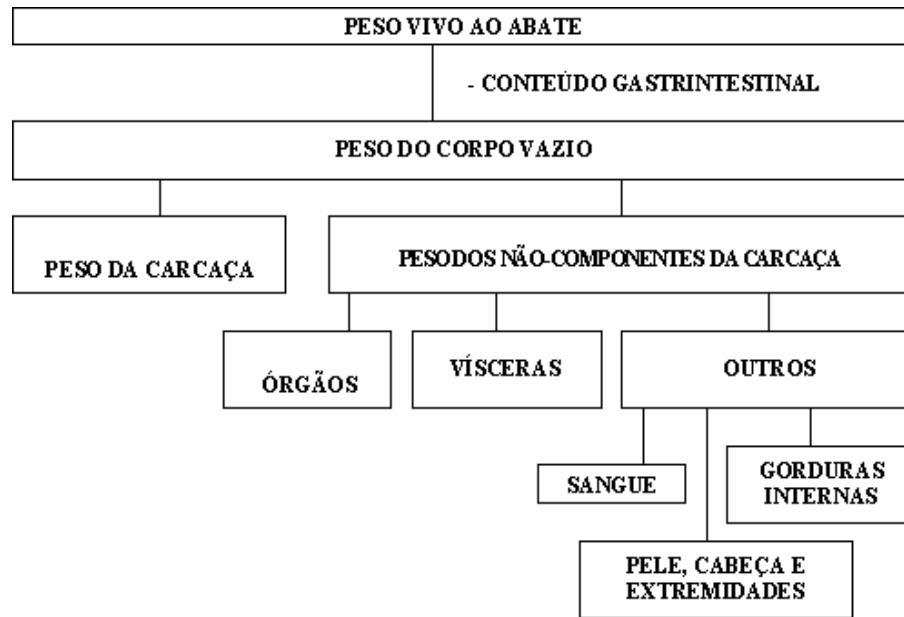 PESO VIVO AO ABATE
- CONTEÚDO GASTRINTESTINAL
PESO DO CORPO VAZIO
PESO DA CARCAÇA
PESODOS NÃO-COMPONENTES DA CARCAÇA
ÓRGÃOS
VÍSCERAS
OUTROS
SANGUE
GORDURAS
INTERNAS
PELE, CABEÇA E
EXTREMIDADES